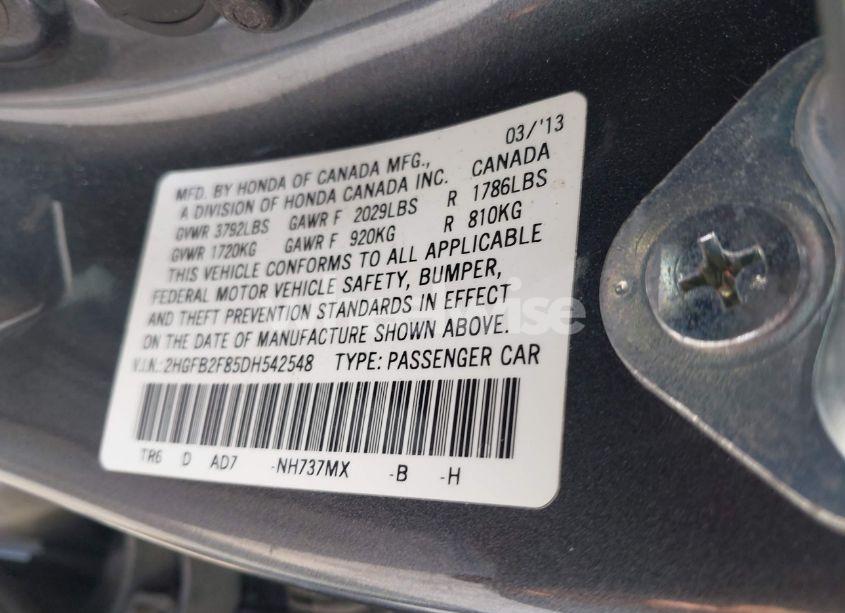 03/'13
MFD. BY HONDA OF CANADA MFG.,
A DIVISION OF HONDA CANADA INC. CANADA
GVWR 3792LBS GAWR F 2029LBS R 1786LBS
GVWR 1720KG GAWR F 920KG R 810KG
THIS VEHICLE CONFORMS TO ALL APPLICABLE
FEDERAL MOTOR VEHICLE SAFETY, BUMPER,
AND THEFT PREVENTION STANDARDS IN EFFECT
ON THE DATE OF MANUFACTURE SHOWN ABOVE.
V.I.N.:2HGFB2F85DH542548 TYPE: PASSENGER CAR
TR6 D AD7 -NH737MX -B -H